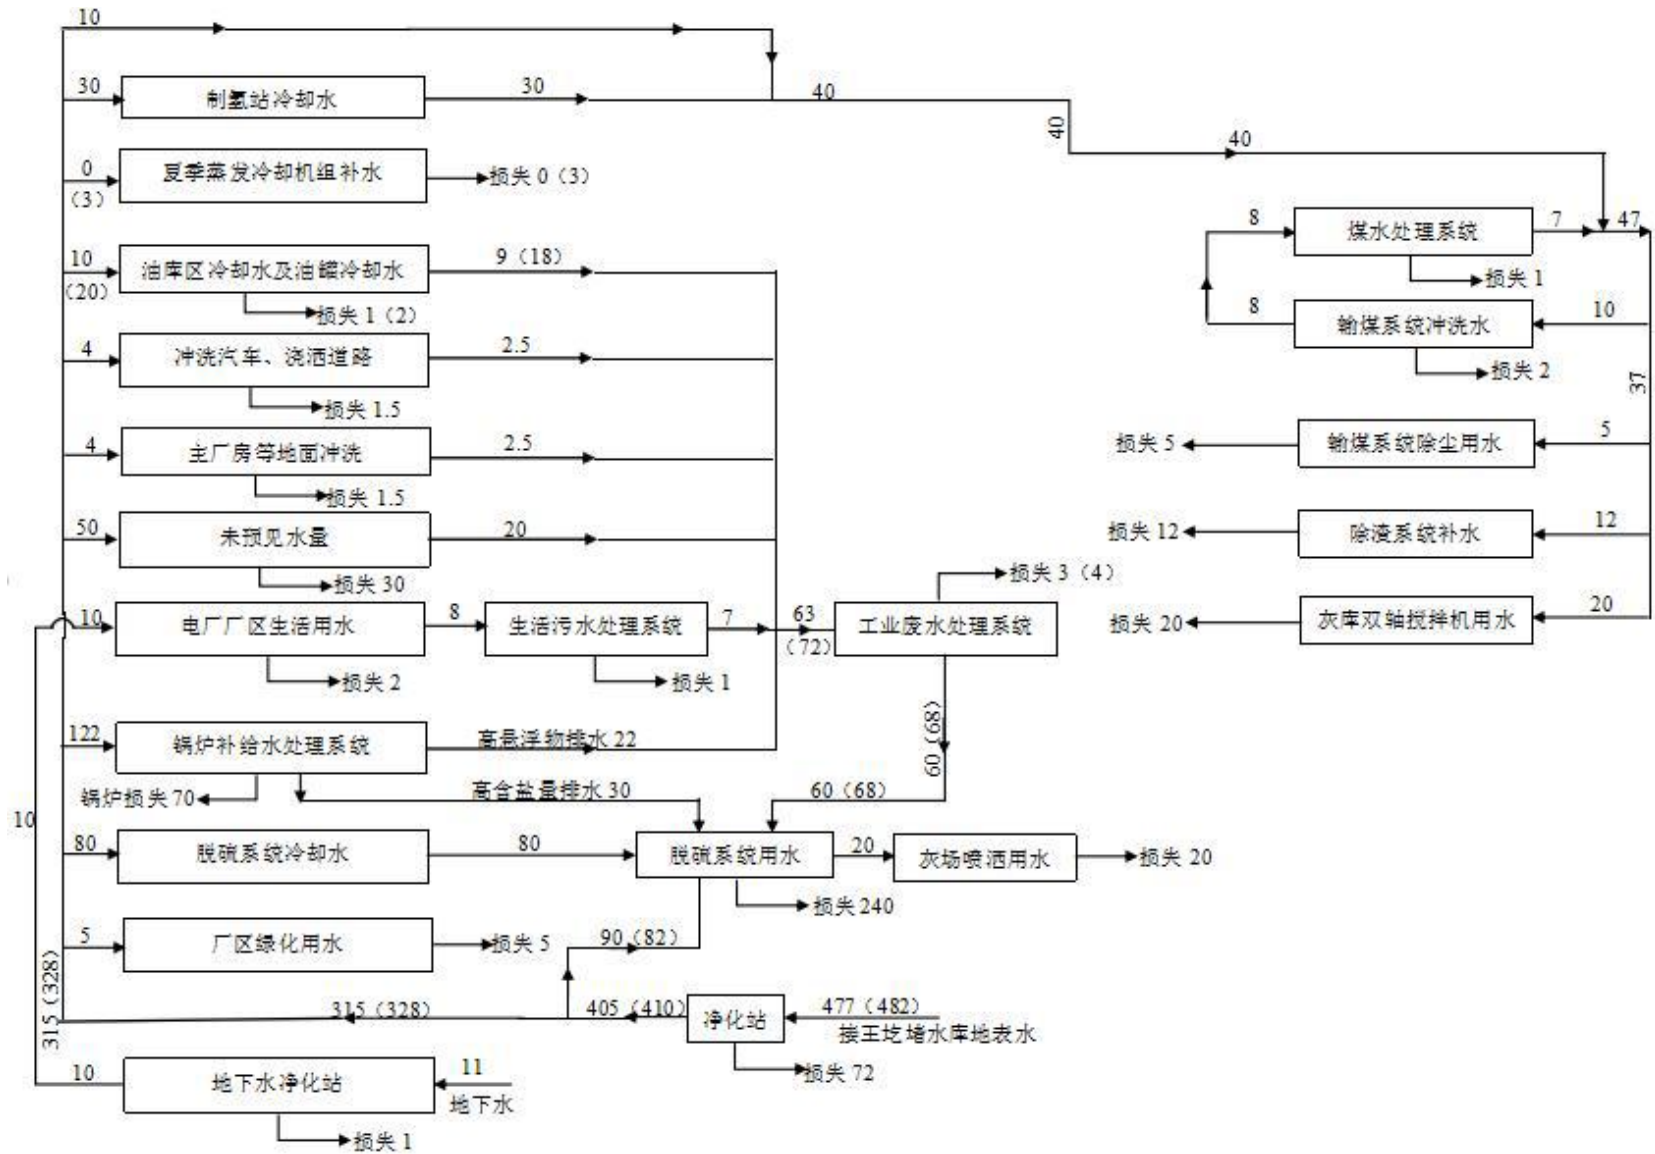 10
30
制氢站冷却水
30
40
40
40
0
(3)
夏季蒸发冷却机组补水
损失 0（3）
10
(20)
油库区冷却水及油罐冷却水
9（18）
损失 1（2）
4
冲洗汽车、浇洒道路
2.5
损失 1.5
4
主厂房等地面冲洗
2.5
损失 1.5
50
未预见水量
20
损失 30
10
电厂厂区生活用水
8
生活污水处理系统
7
63
(72)
工业废水处理系统
损失 3（4）
损失 2
损失 1
60（68）
122
锅炉补给水处理系统
高悬浮物排水 22
锅炉损失 70
高含盐量排水 30
60（68）
80
脱硫系统冷却水
80
脱硫系统用水
20
灰场喷洒用水
损失 20
损失 240
5
厂区绿化用水
损失 5
90（82）
315（328）
315（328）
405（410）
净化站
477（482）
接王圪堵水库地表水
损失 72
10
10
地下水净化站
11
地下水
损失 1
8
煤水处理系统
7
47
损失 1
8
输煤系统冲洗水
10
损失 2
37
损失 5
输煤系统除尘用水
5
损失 12
除渣系统补水
12
损失 20
灰库双轴搅拌机用水
20